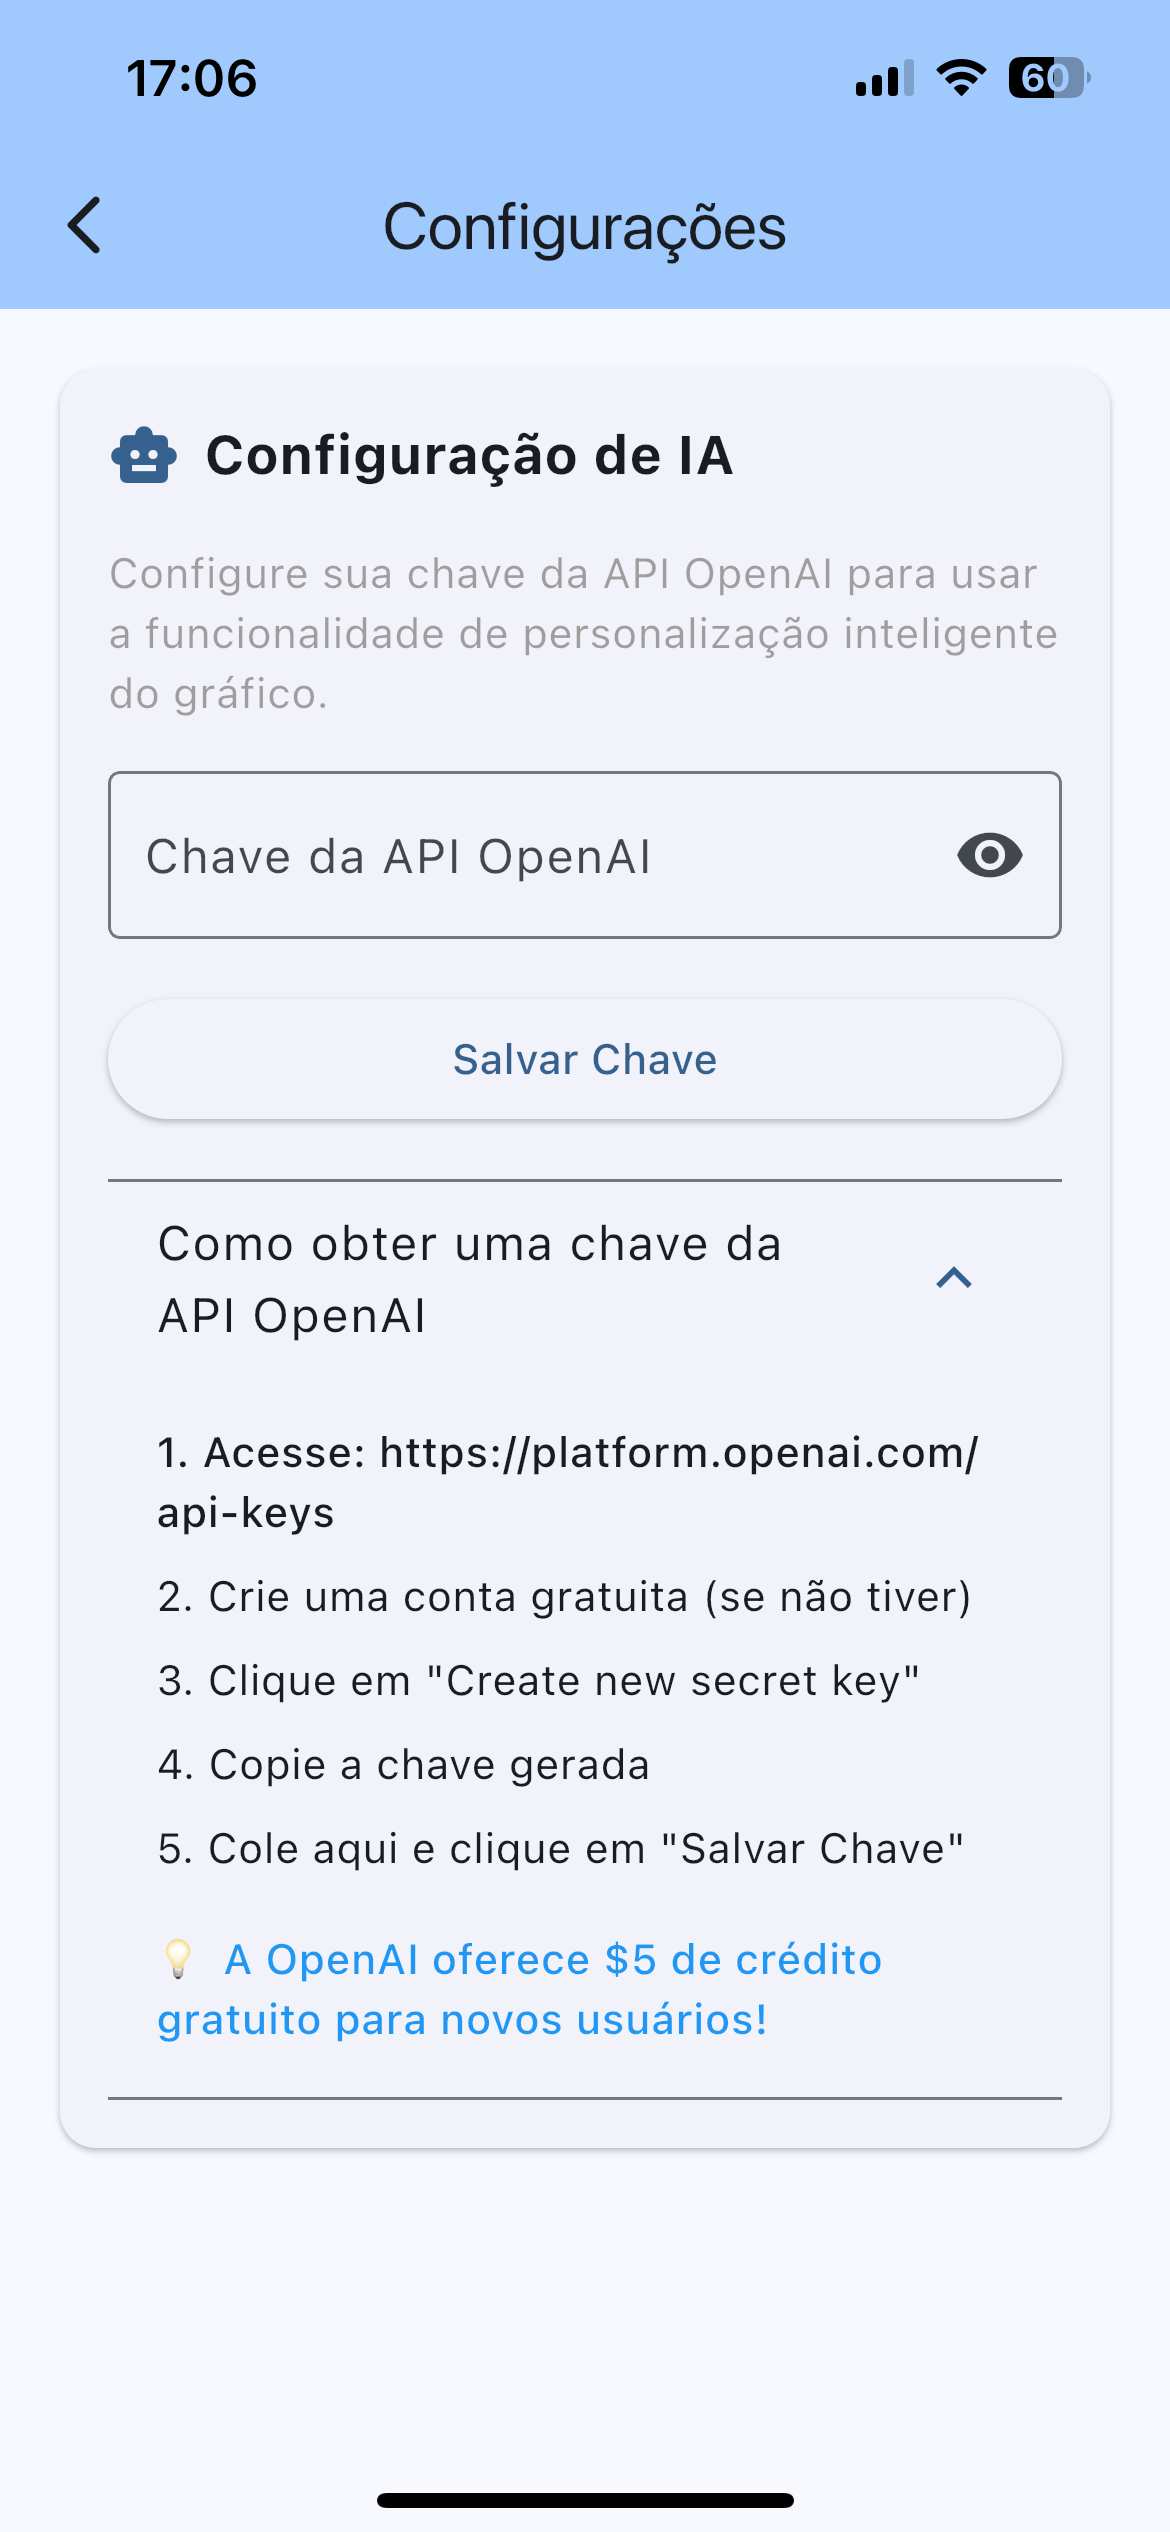 17:06
60
Configurações
Configuração de IA
Configure sua chave da API OpenAI para usar
a funcionalidade de personalização inteligente
do gráfico.
Chave da API OpenAI
Salvar Chave
Como obter uma chave da
API OpenAI
1. Acesse: https://platform.openai.com/
api-keys
2. Crie uma conta gratuita (se não tiver)
3. Clique em "Create new secret key"
4. Copie a chave gerada
5. Cole aqui e clique em "Salvar Chave"
💡 A OpenAI oferece $5 de crédito
gratuito para novos usuários!